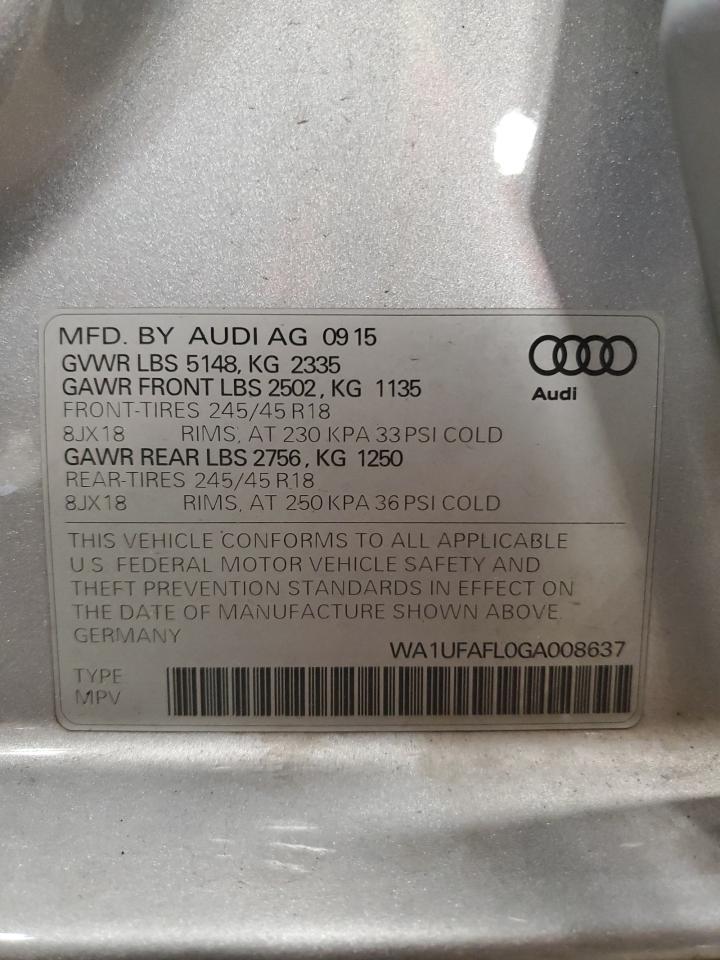 MFD. BY AUDI AG 09 15
GVWR LBS 5148, KG 2335
GAWR FRONT LBS 2502, KG 1135
FRONT-TIRES 245/45 R18
8JX18 RIMS, AT 230 KPA 33 PSI COLD
GAWR REAR LBS 2756, KG 1250
REAR-TIRES 245/45 R18
8JX18 RIMS, AT 250 KPA 36 PSI COLD
Audi
THIS VEHICLE CONFORMS TO ALL APPLICABLE
U.S. FEDERAL MOTOR VEHICLE SAFETY AND
THEFT PREVENTION STANDARDS IN EFFECT ON
THE DATE OF MANUFACTURE SHOWN ABOVE.
GERMANY
WA1UFAFL0GA008637
TYPE
MPV